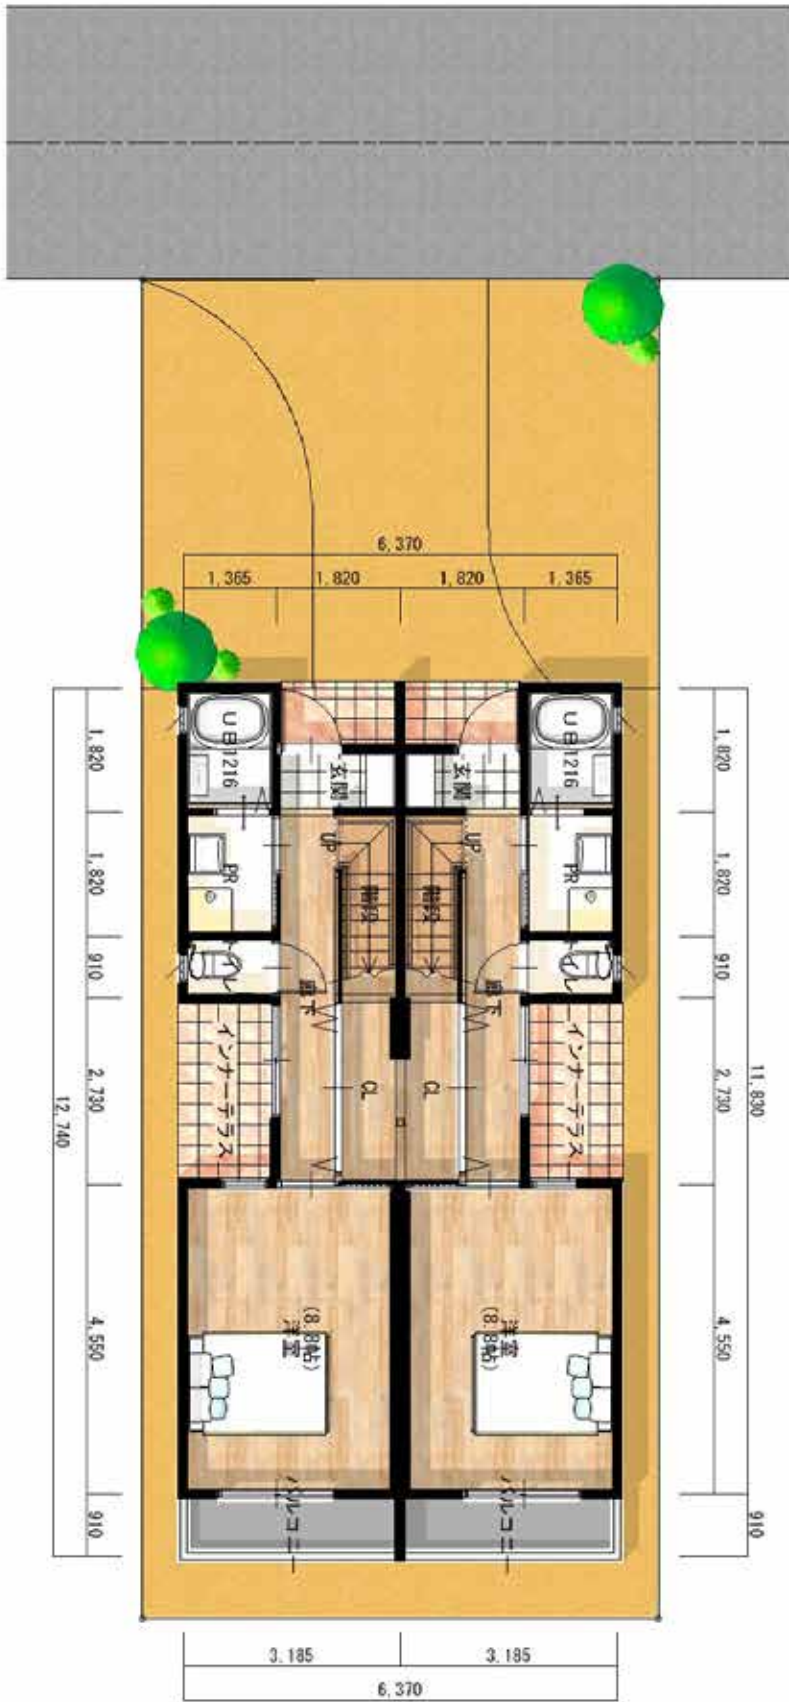 6,370
1,365 1,820 1,820 1,365
UB1216
玄関
玄関
UB1216
1,820
1,820
PR
UP
階段
階段
UP
PR
1,820
1,820
910
トイレ
廊下
廊下
トイレ
910
2,730
インナーテラス
CL
CL
インナーテラス
2,730
11,830
12,740
4,550
洋室
(8.8帖)
洋室
(8.8帖)
4,550
910
バルコニー
バルコニー
910
910
3,185 3,185
6,370